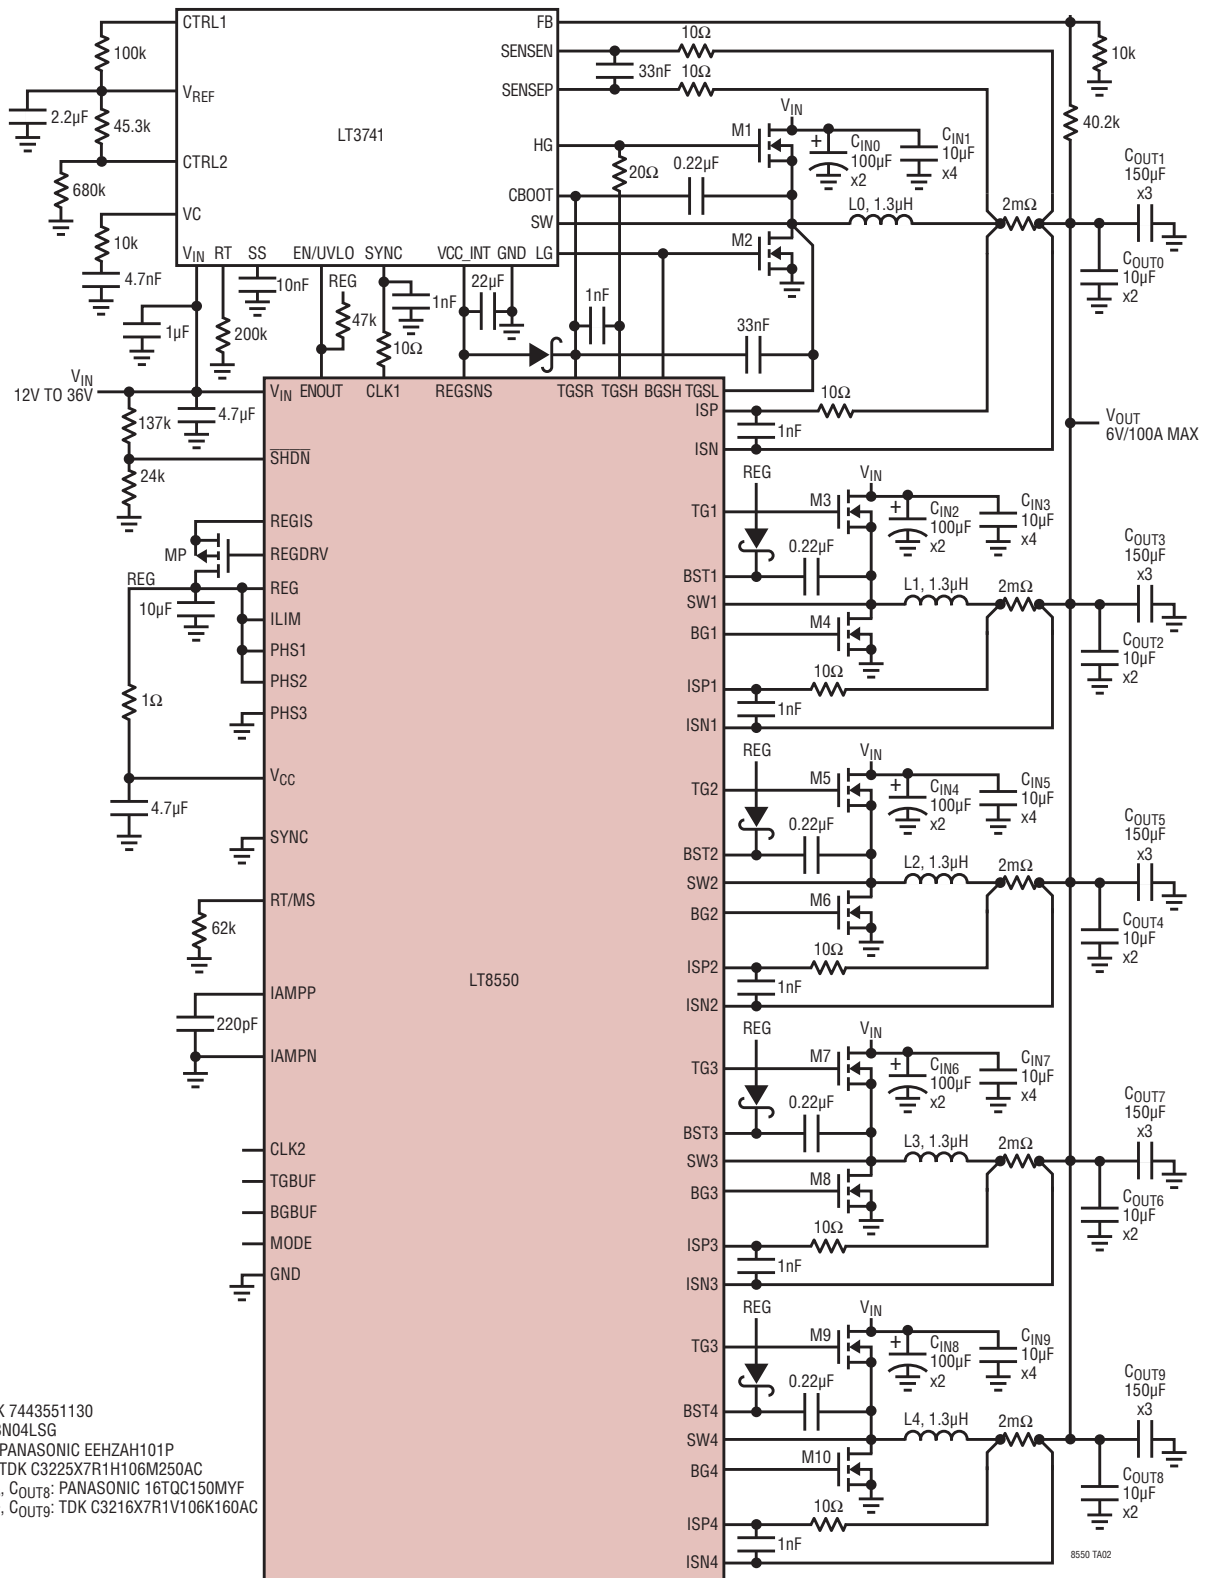 CTRL1
FB
100k
SENSEN
10Ω
33nF
10Ω
10k
SENSEP
VREF
2.2µF
45.3k
LT3741
VIN
M1
40.2k
HG
+
CIN0
100µF
x2
CIN1
10µF
x4
CTRL2
680k
20Ω
0.22µF
COUT1
150µF
x3
CBOOT
VC
SW
L0, 1.3µH
2mΩ
10k
VIN
RT
SS
EN/UVLO
SYNC
VCC_INT
GND
LG
M2
4.7nF
10nF
REG
22µF
1nF
COUT0
10µF
x2
1nF
47k
33nF
1µF
200k
10Ω
VIN
12V TO 36V
VIN
ENOUT
CLK1
REGSNS
TGSR
TGSH
BGSH
TGSL
10Ω
ISP
4.7µF
137k
1nF
VOUT
6V/100A MAX
ISN
SHDN
24k
REG
VIN
TG1
M3
+
CIN2
100µF
x2
CIN3
10µF
x4
REGIS
MP
REGDRV
0.22µF
COUT3
150µF
x3
BST1
REG
REG
10µF
SW1
L1, 1.3µH
2mΩ
ILIM
BG1
M4
PHS1
COUT2
10µF
x2
PHS2
10Ω
ISP1
1Ω
1nF
PHS3
ISN1
REG
VIN
VCC
TG2
M5
+
CIN4
100µF
x2
CIN5
10µF
x4
4.7µF
SYNC
0.22µF
COUT5
150µF
x3
BST2
SW2
L2, 1.3µH
2mΩ
RT/MS
BG2
M6
62k
COUT4
10µF
x2
10Ω
ISP2
LT8550
1nF
IAMPP
ISN2
220pF
REG
VIN
IAMPN
TG3
M7
+
CIN6
100µF
x2
CIN7
10µF
x4
0.22µF
COUT7
150µF
x3
BST3
CLK2
SW3
L3, 1.3µH
2mΩ
TGBUF
BG3
M8
BGBUF
COUT6
10µF
x2
10Ω
MODE
ISP3
1nF
GND
ISN3
REG
VIN
TG3
M9
+
CIN8
100µF
x2
CIN9
10µF
x4
0.22µF
COUT9
150µF
x3
BST4
SW4
L4, 1.3µH
2mΩ
BG4
M10
COUT8
10µF
x2
10Ω
ISP4
1nF
ISN4
7443551130
N04LSG
PANASONIC EEHZAH101P
TDK C3225X7R1H106M250AC
, COUT8: PANASONIC 16TQC150MYF
, COUT9: TDK C3216X7R1V106K160AC
8550 TA02